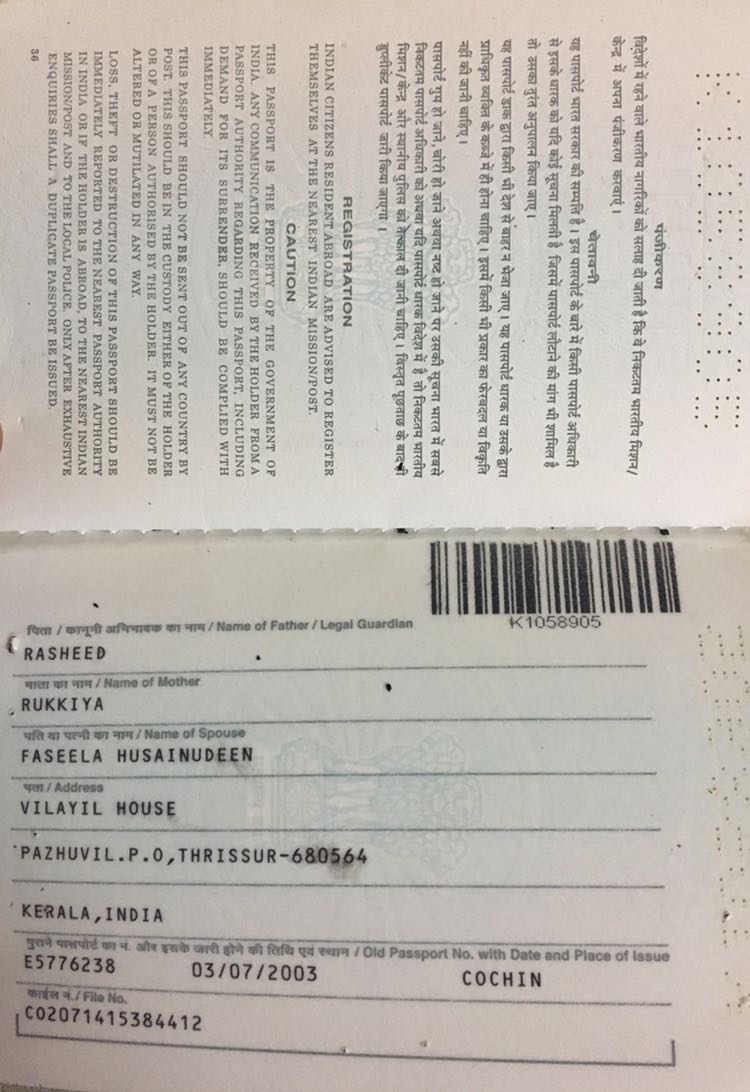 पंजीकरण
विदेशों में रहने वाले भारतीय नागरिकों को सलाह दी जाती है कि वे निकटतम भारतीय मिशन/
केन्द्र में अपना पंजीकरण करवाएं।
चेतावनी
यह पासपोर्ट भारत सरकार की सम्पत्ति है। इस पासपोर्ट के बारे में किसी पासपोर्ट अधिकारी
से इसके धारक को यदि कोई सूचना मिलती है जिसमें पासपोर्ट लौटाने की मांग भी शामिल है
तो उसका तुरंत अनुपालन किया जाए।
यह पासपोर्ट डाक द्वारा किसी भी देश से बाहर न भेजा जाए। यह पासपोर्ट धारक या उसके द्वारा
प्राधिकृत व्यक्ति के कब्जे में ही होना चाहिए। इसमें किसी भी प्रकार का फेरबदल या विकृति
नहीं की जानी चाहिए।
पासपोर्ट गुम हो जाने, चोरी हो जाने अथवा नष्ट हो जाने पर उसकी सूचना भारत में सबसे
निकटतम पासपोर्ट अधिकारी को अथवा यदि पासपोर्ट धारक विदेश में है तो निकटतम भारतीय
मिशन/केन्द्र और स्थानीय पुलिस को तत्काल दी जानी चाहिए। विस्तृत पूछताछ के बाद ही
डुप्लीकेट पासपोर्ट जारी किया जाएगा।
REGISTRATION
INDIAN CITIZENS RESIDENT ABROAD ARE ADVISED TO REGISTER
THEMSELVES AT THE NEAREST INDIAN MISSION/POST.
CAUTION
THIS PASSPORT IS THE PROPERTY OF THE GOVERNMENT OF
INDIA. ANY COMMUNICATION RECEIVED BY THE HOLDER FROM A
PASSPORT AUTHORITY REGARDING THIS PASSPORT, INCLUDING
DEMAND FOR ITS SURRENDER, SHOULD BE COMPLIED WITH
IMMEDIATELY.
THIS PASSPORT SHOULD NOT BE SENT OUT OF ANY COUNTRY BY
POST. THIS SHOULD BE IN THE CUSTODY EITHER OF THE HOLDER
OR OF A PERSON AUTHORISED BY THE HOLDER. IT MUST NOT BE
ALTERED OR MUTILATED IN ANY WAY.
LOSS, THEFT OR DESTRUCTION OF THIS PASSPORT SHOULD BE
IMMEDIATELY REPORTED TO THE NEAREST PASSPORT AUTHORITY
IN INDIA OR IF THE HOLDER IS ABROAD, TO THE NEAREST INDIAN
MISSION/POST AND TO THE LOCAL POLICE. ONLY AFTER EXHAUSTIVE
ENQUIRIES SHALL A DUPLICATE PASSPORT BE ISSUED.
36
K1058905
पिता / कानूनी अभिभावक का नाम / Name of Father / Legal Guardian
RASHEED
माता का नाम / Name of Mother
RUKKIYA
पति या पत्नी का नाम / Name of Spouse
FASEELA HUSAINUDEEN
पता / Address
VILAYIL HOUSE
PAZHUVIL.P.O,THRISSUR-680564
KERALA,INDIA
पुराने पासपोर्ट का नं. और इसके जारी होने की तिथि एवं स्थान / Old Passport No. with Date and Place of Issue
E5776238 03/07/2003 COCHIN
फाईल नं. / File No.
CO2071415384412